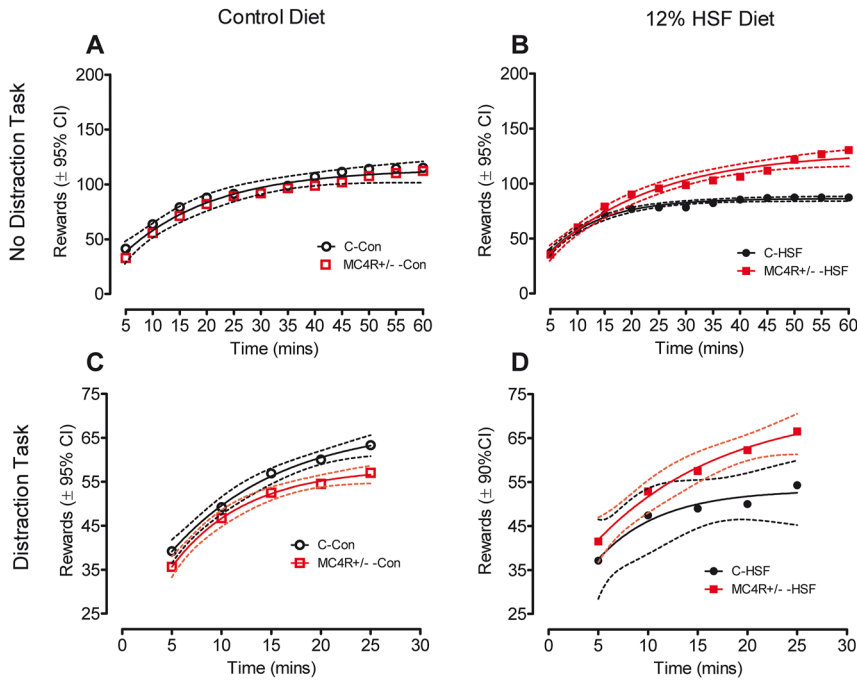 Control Diet
12% HSF Diet
No Distraction Task
Distraction Task
A
200
150
100
50
0
Rewards (± 95% CI)
C-Con
MC4R+/- -Con
5 10 15 20 25 30 35 40 45 50 55 60
Time (mins)
B
200
150
100
50
0
Rewards (± 95% CI)
C-HSF
MC4R+/- -HSF
5 10 15 20 25 30 35 40 45 50 55 60
Time (mins)
C
75
65
55
45
35
25
Rewards (± 95% CI)
C-Con
MC4R+/- -Con
0 5 10 15 20 25 30
Time (mins)
D
75
65
55
45
35
25
Rewards (± 90%CI)
C-HSF
MC4R+/- -HSF
0 5 10 15 20 25 30
Time (mins)